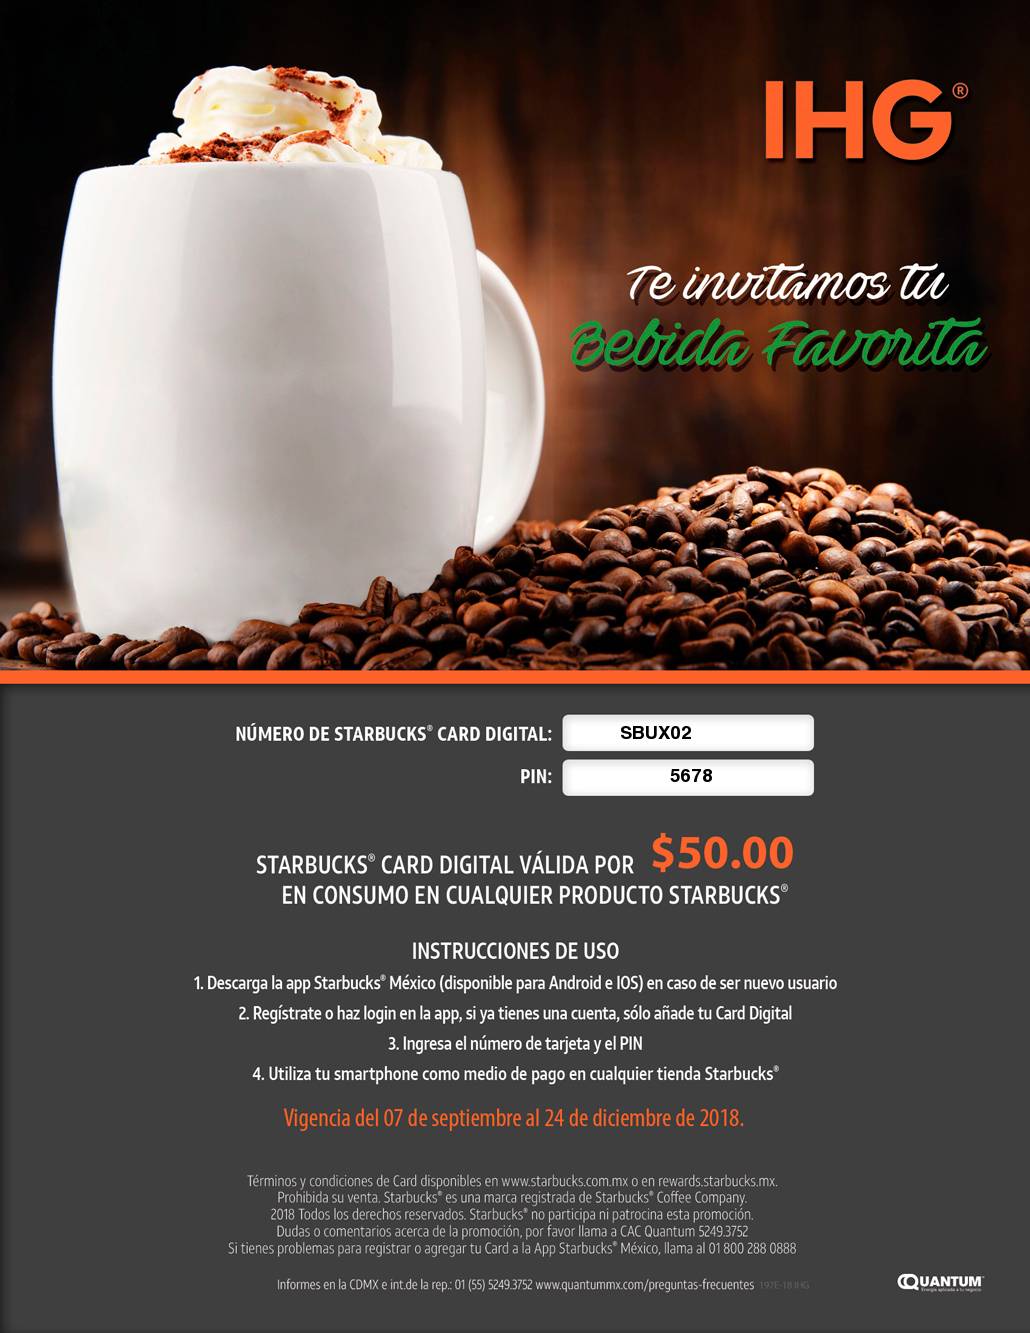 IHG®
Te invitamos tu
Bebida Favorita
NÚMERO DE STARBUCKS® CARD DIGITAL: SBUX02
PIN: 5678
STARBUCKS® CARD DIGITAL VÁLIDA POR $50.00
EN CONSUMO EN CUALQUIER PRODUCTO STARBUCKS®
INSTRUCCIONES DE USO
1. Descarga la app Starbucks® México (disponible para Android e IOS) en caso de ser nuevo usuario
2. Regístrate o haz login en la app, si ya tienes una cuenta, sólo añade tu Card Digital
3. Ingresa el número de tarjeta y el PIN
4. Utiliza tu smartphone como medio de pago en cualquier tienda Starbucks®
Vigencia del 07 de septiembre al 24 de diciembre de 2018.
Términos y condiciones de Card disponibles en www.starbucks.com.mx o en rewards.starbucks.mx.
Prohibida su venta. Starbucks® es una marca registrada de Starbucks® Coffee Company.
2018 Todos los derechos reservados. Starbucks® no participa ni patrocina esta promoción.
Dudas o comentarios acerca de la promoción, por favor llama a CAC Quantum 5249.3752
Si tienes problemas para registrar o agregar tu Card a la App Starbucks® México, llama al 01 800 288 0888
Informes en la CDMX e int.de la rep.: 01 (55) 5249.3752 www.quantummx.com/preguntas-frecuentes 197E-18 IHG
QUANTUM
Energía aplicada a tu negocio